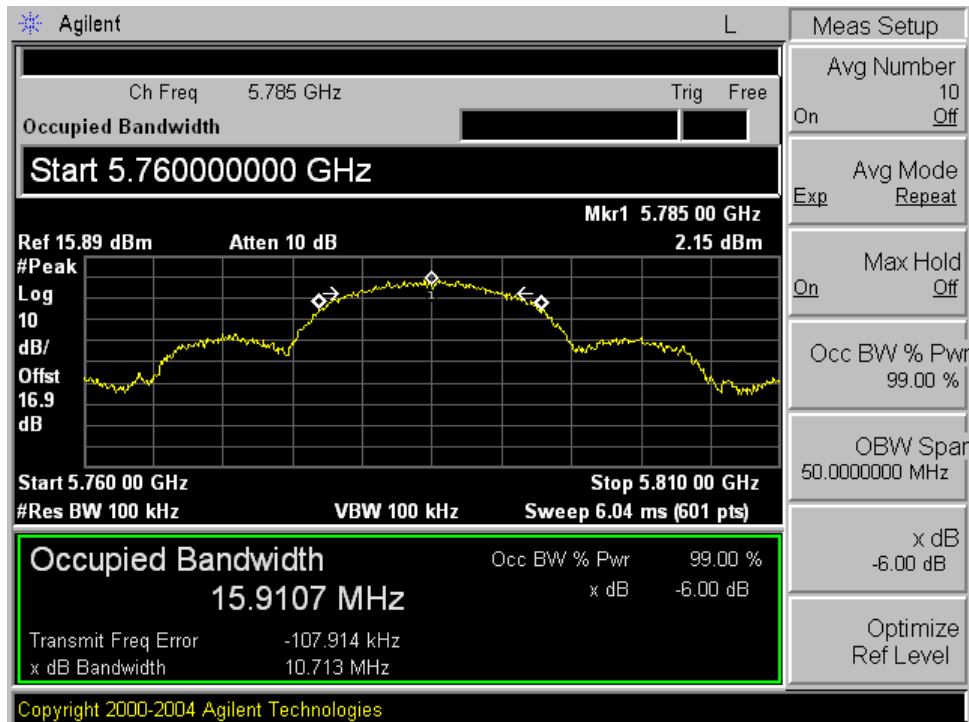 Agilent L Meas Setup
Ch Freq 5.785 GHz Trig Free
Occupied Bandwidth
Start 5.760000000 GHz
Mkr1 5.785 00 GHz
Ref 15.89 dBm Atten 10 dB 2.15 dBm
#Peak
Log
10
dB/
Offst
16.9
dB
1
Start 5.760 00 GHz Stop 5.810 00 GHz
#Res BW 100 kHz VBW 100 kHz Sweep 6.04 ms (601 pts)
Occupied Bandwidth Occ BW % Pwr 99.00 %
15.9107 MHz x dB -6.00 dB
Transmit Freq Error -107.914 kHz
x dB Bandwidth 10.713 MHz
Avg Number
10
On Off
Avg Mode
Exp Repeat
Max Hold
On Off
Occ BW % Pwr
99.00 %
OBW Span
50.0000000 MHz
x dB
-6.00 dB
Optimize
Ref Level
Copyright 2000-2004 Agilent Technologies